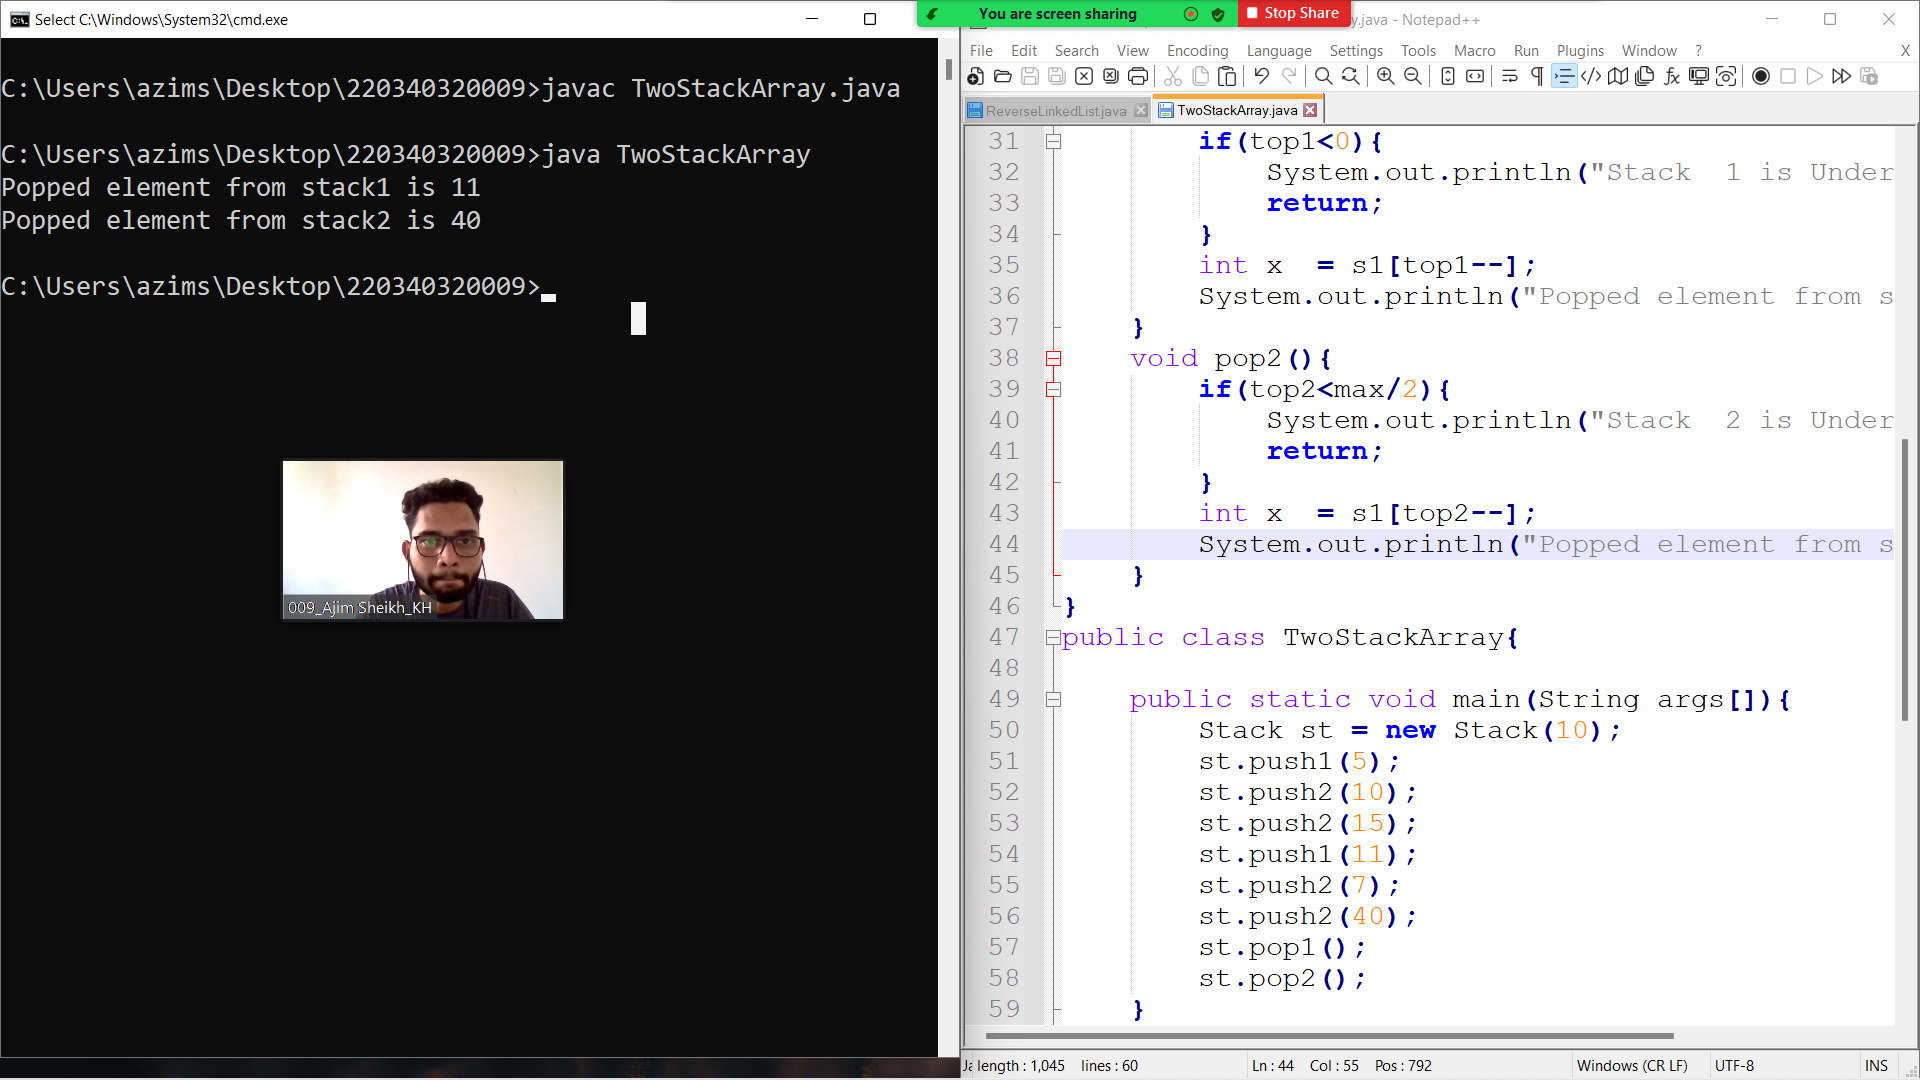 Select C:\Windows\System32\cmd.exe
C:\Users\azims\Desktop\220340320009>javac TwoStackArray.java
C:\Users\azims\Desktop\220340320009>java TwoStackArray
Popped element from stack1 is 11
Popped element from stack2 is 40
C:\Users\azims\Desktop\220340320009>
009_Ajim Sheikh_KH
You are screen sharing
Stop Share
y.java - Notepad++
File Edit Search View Encoding Language Settings Tools Macro Run Plugins Window ? X
ReverseLinkedList.java TwoStackArray.java
31 if(top1<0){
32 System.out.println("Stack  1 is Under
33 return;
34 }
35 int x  = s1[top1--];
36 System.out.println("Popped element from s
37 }
38 void pop2(){
39 if(top2<max/2){
40 System.out.println("Stack  2 is Under
41 return;
42 }
43 int x  = s1[top2--];
44 System.out.println("Popped element from s
45 }
46 }
47 public class TwoStackArray{
48
49 public static void main(String args[]){
50 Stack st = new Stack(10);
51 st.push1(5);
52 st.push2(10);
53 st.push2(15);
54 st.push1(11);
55 st.push2(7);
56 st.push2(40);
57 st.pop1();
58 st.pop2();
59 }
Ja length : 1,045 lines : 60 Ln : 44 Col : 55 Pos : 792 Windows (CR LF) UTF-8 INS